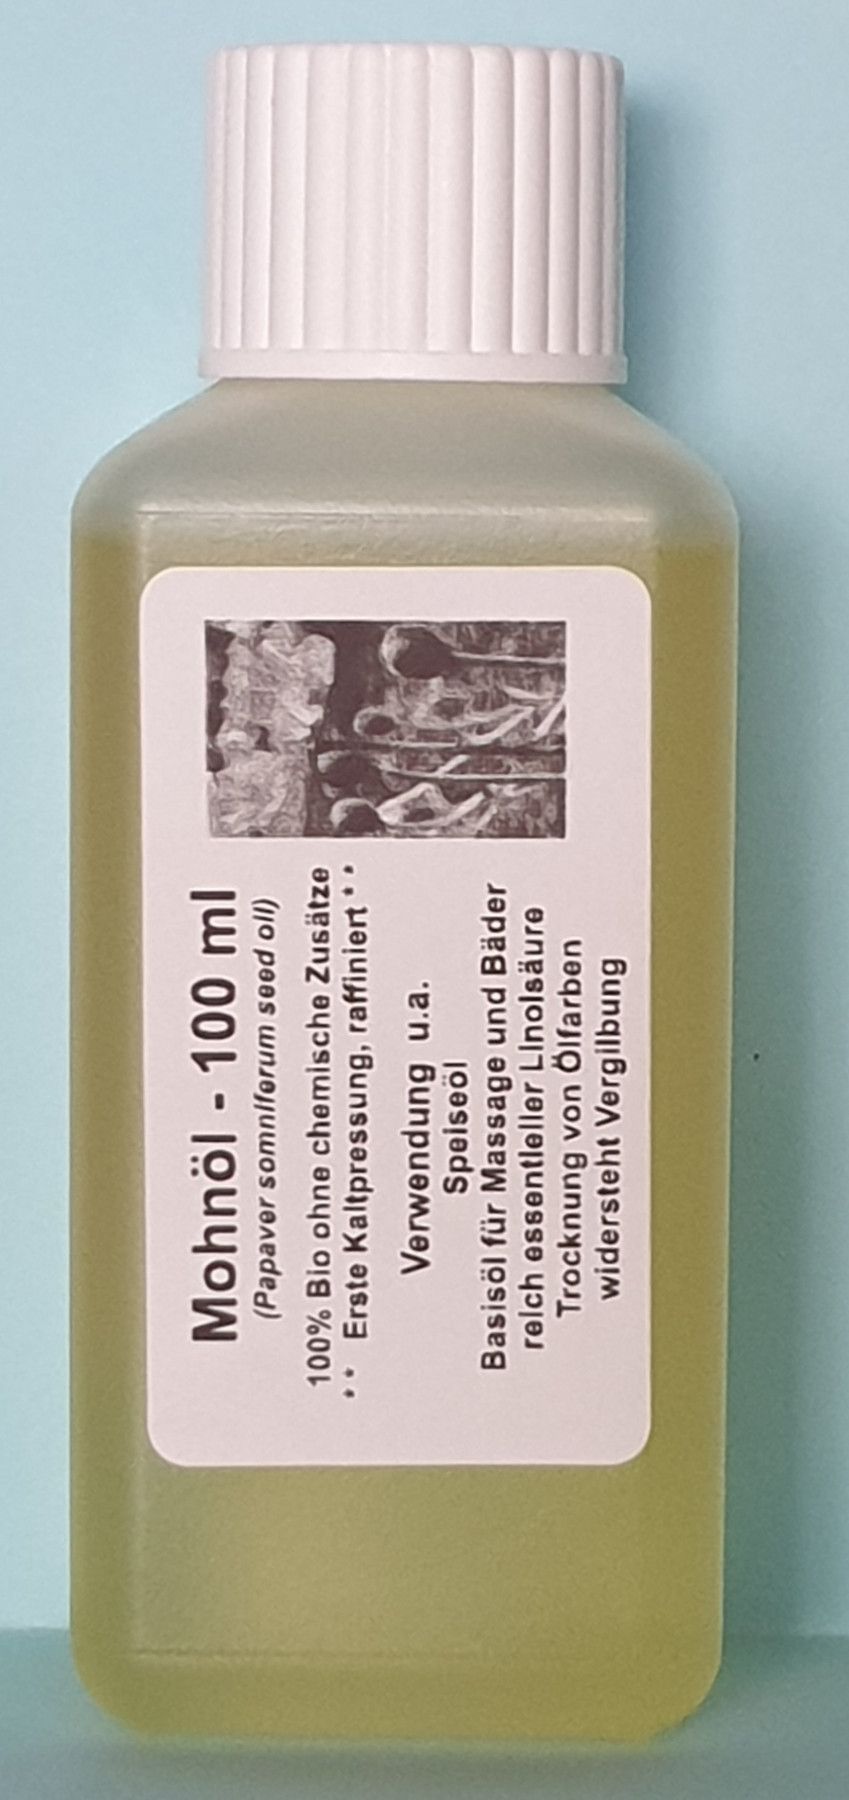 Mohnöl - 100 ml
(Papaver somniferum seed oil)
100% Bio ohne chemische Zusätze
** Erste Kaltpressung, raffiniert **
Verwendung u.a.
Speiseöl
Basisöl für Massage und Bäder
reich essentieller Linolsäure
Trocknung von Ölfarben
widersteht Vergilbung